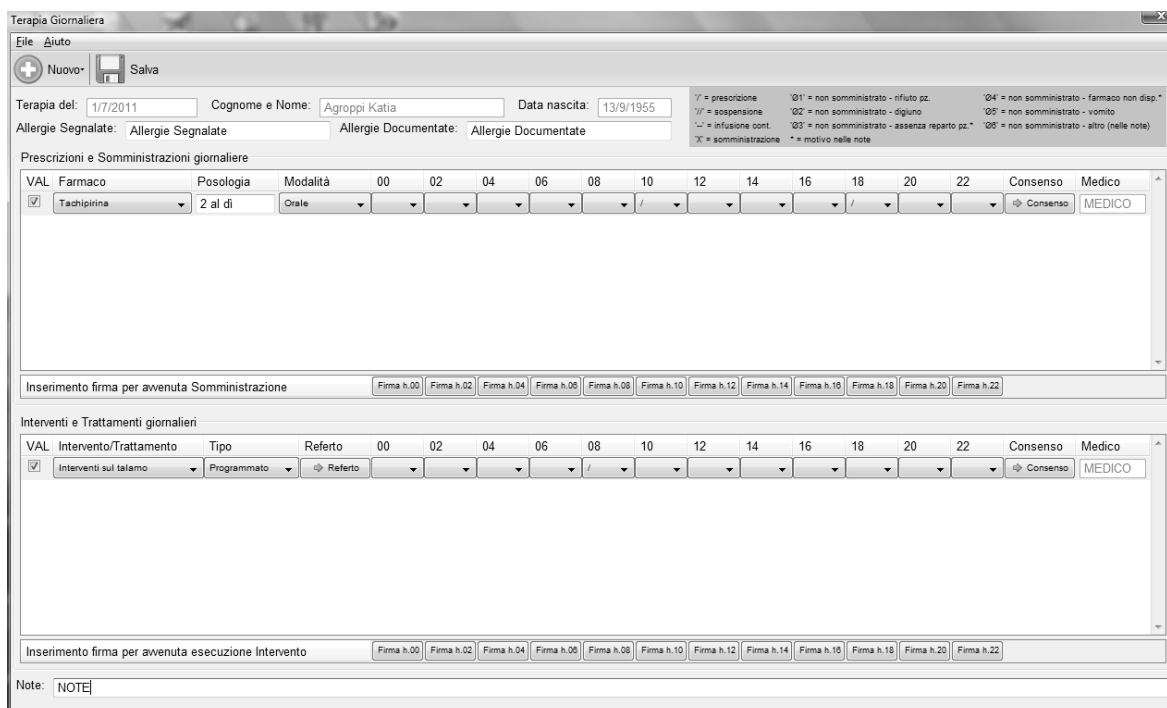 Terapia Giornaliera
File Aiuto
Nuovo Salva
Terapia del: 1/7/2011 Cognome e Nome: Agroppi Katia Data nascita: 13/9/1955
Allergie Segnalate: Allergie Segnalate Allergie Documentate: Allergie Documentate
'/' = prescrizione '01' = non somministrato - rifiuto pz. '04' = non somministrato - farmaco non disp.*
'//' = sospensione '02' = non somministrato - digiuno '05' = non somministrato - vomito
'--' = infusione cont. '03' = non somministrato - assenza reparto pz.* '06' = non somministrato - altro (nelle note)
'X' = somministrazione * = motivo nelle note
Prescrizioni e Somministrazioni giornaliere
VAL Farmaco Posologia Modalità 00 02 04 06 08 10 12 14 16 18 20 22 Consenso Medico
Tachipirina 2 al dì Orale / / Consenso MEDICO
Inserimento firma per avvenuta Somministrazione Firma h.00 Firma h.02 Firma h.04 Firma h.06 Firma h.08 Firma h.10 Firma h.12 Firma h.14 Firma h.16 Firma h.18 Firma h.20 Firma h.22
Interventi e Trattamenti giornalieri
VAL Intervento/Trattamento Tipo Referto 00 02 04 06 08 10 12 14 16 18 20 22 Consenso Medico
Interventi sul talamo Programmato Referto / Consenso MEDICO
Inserimento firma per avvenuta esecuzione Intervento Firma h.00 Firma h.02 Firma h.04 Firma h.06 Firma h.08 Firma h.10 Firma h.12 Firma h.14 Firma h.16 Firma h.18 Firma h.20 Firma h.22
Note: NOTE